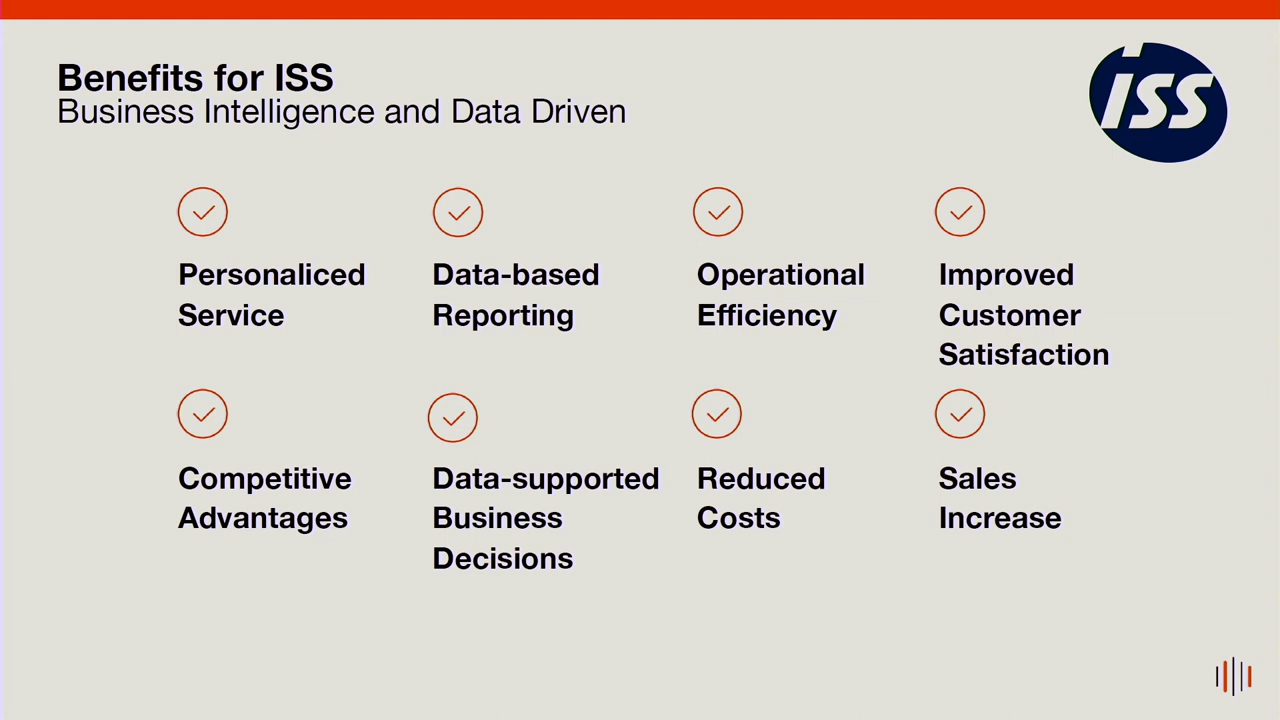 Benefits for ISS
Business Intelligence and Data Driven
ISS
Personaliced
Service
Data-based
Reporting
Operational
Efficiency
Improved
Customer
Satisfaction
Competitive
Advantages
Data-supported
Business
Decisions
Reduced
Costs
Sales
Increase